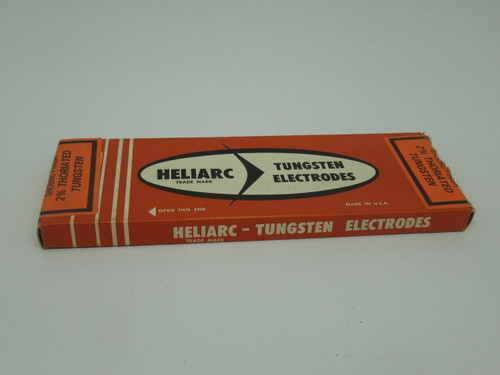 2% THORIATED
TUNGSTEN
HELIARC
TRADE MARK
TUNGSTEN
ELECTRODES
OPEN THIS END
MADE IN U.S.A.
2% THORIATED
TUNGSTEN
HELIARC – TUNGSTEN ELECTRODES
TRADE MARK